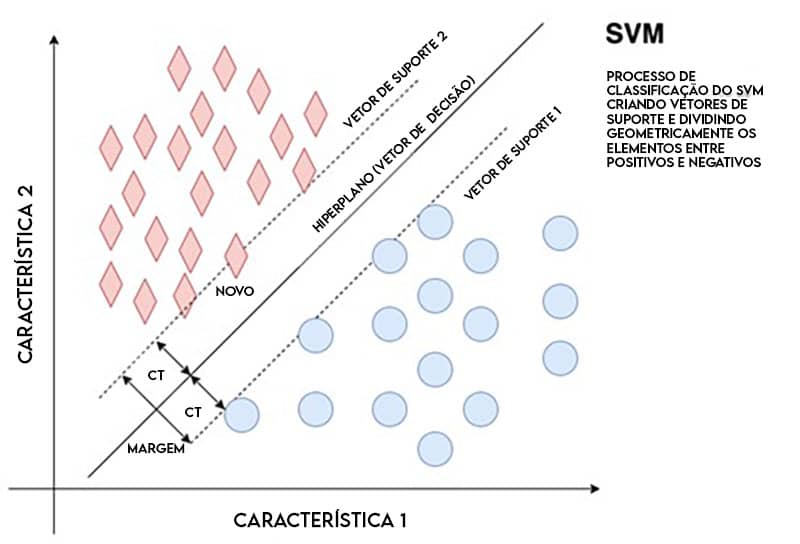 SVM
PROCESSO DE
CLASSIFICAÇÃO DO SVM
CRIANDO VETORES DE
SUPORTE E DIVIDINDO
GEOMETRICAMENTE OS
ELEMENTOS ENTRE
POSITIVOS E NEGATIVOS
VETOR DE SUPORTE 2
HIPERPLANO (VETOR DE DECISÃO)
VETOR DE SUPORTE 1
CARACTERÍSTICA 2
NOVO
CT
CT
MARGEM
CARACTERÍSTICA 1